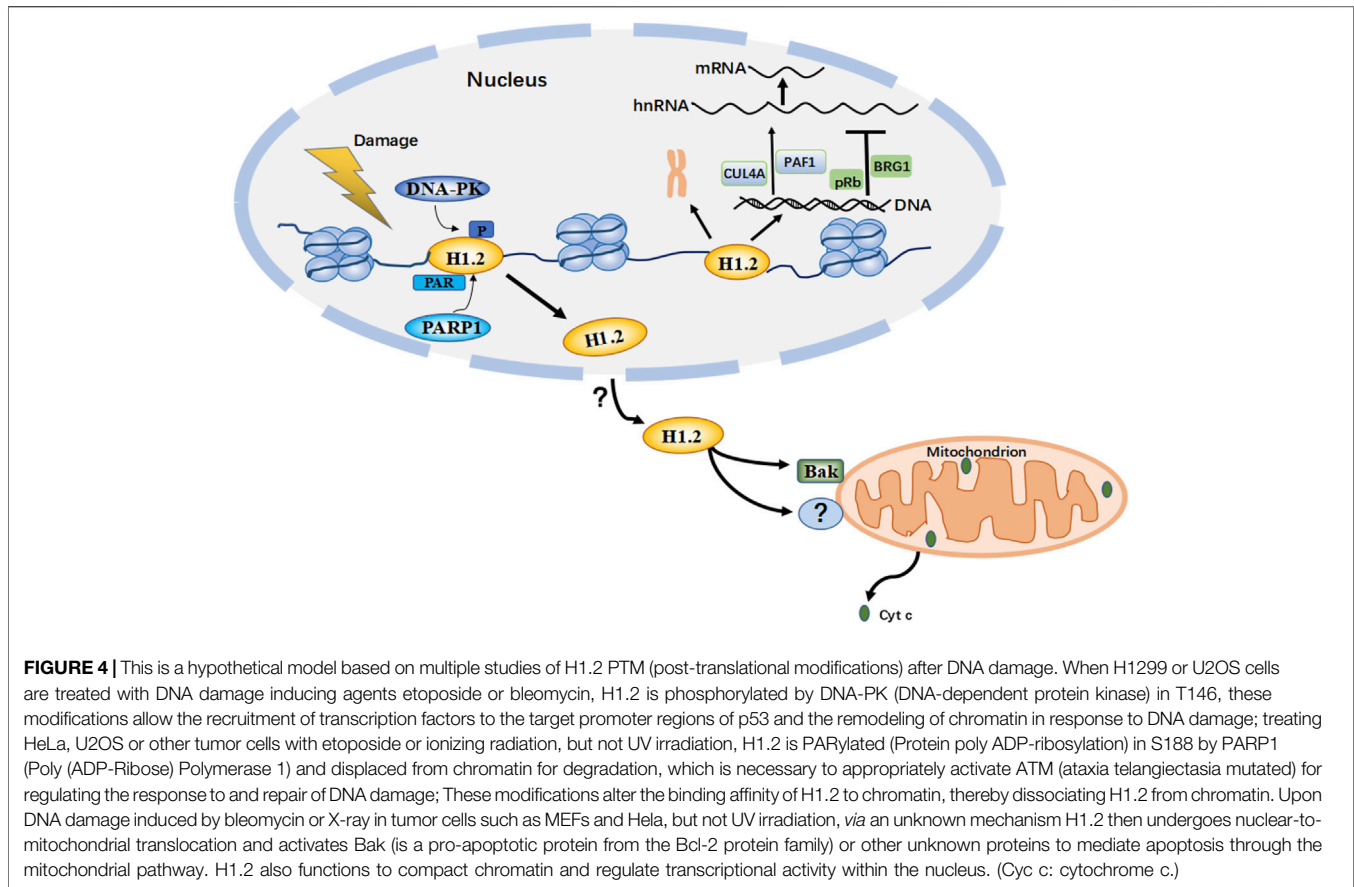 Nucleus
mRNA
hnRNA
Damage
CUL4A
PAF1
pRb
BRG1
DNA
DNA-PK
P
H1.2
PAR
PARP1
H1.2
H1.2
?
H1.2
Bak
?
Mitochondrion
Cyt c
FIGURE 4 | This is a hypothetical model based on multiple studies of H1.2 PTM (post-translational modifications) after DNA damage. When H1299 or U2OS cells
are treated with DNA damage inducing agents etoposide or bleomycin, H1.2 is phosphorylated by DNA-PK (DNA-dependent protein kinase) in T146, these
modifications allow the recruitment of transcription factors to the target promoter regions of p53 and the remodeling of chromatin in response to DNA damage; treating
HeLa, U2OS or other tumor cells with etoposide or ionizing radiation, but not UV irradiation, H1.2 is PARylated (Protein poly ADP-ribosylation) in S188 by PARP1
(Poly (ADP-Ribose) Polymerase 1) and displaced from chromatin for degradation, which is necessary to appropriately activate ATM (ataxia telangiectasia mutated) for
regulating the response to and repair of DNA damage; These modifications alter the binding affinity of H1.2 to chromatin, thereby dissociating H1.2 from chromatin. Upon
DNA damage induced by bleomycin or X-ray in tumor cells such as MEFs and Hela, but not UV irradiation, via an unknown mechanism H1.2 then undergoes nuclear-to-
mitochondrial translocation and activates Bak (is a pro-apoptotic protein from the Bcl-2 protein family) or other unknown proteins to mediate apoptosis through the
mitochondrial pathway. H1.2 also functions to compact chromatin and regulate transcriptional activity within the nucleus. (Cyc c: cytochrome c.)